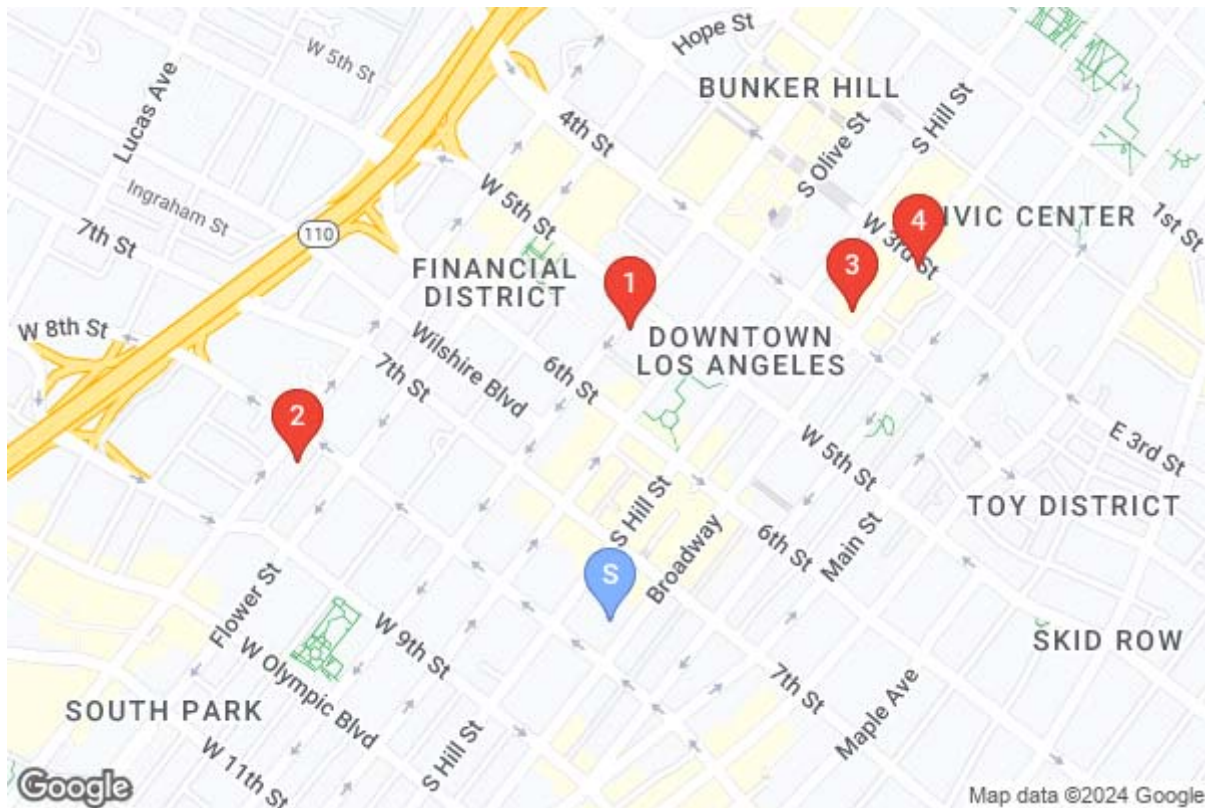 Hope St
W 5th St
BUNKER HILL
S Hill St
Lucas Ave
4th St
S Olive St
Ingraham St
W 5th St
W 3rd St
4
IVIC CENTER
1st St
7th St
110
FINANCIAL
DISTRICT
1
3
W 8th St
Wilshire Blvd
6th St
DOWNTOWN
LOS ANGELES
7th St
2
W 5th St
E 3rd St
S Hill St
TOY DISTRICT
Broadway
6th St
Main St
S
Flower St
W 9th St
SKID ROW
W Olympic Blvd
7th St
Maple Ave
SOUTH PARK
S Hill St
W 11th St
Google
Map data ©2024 Google